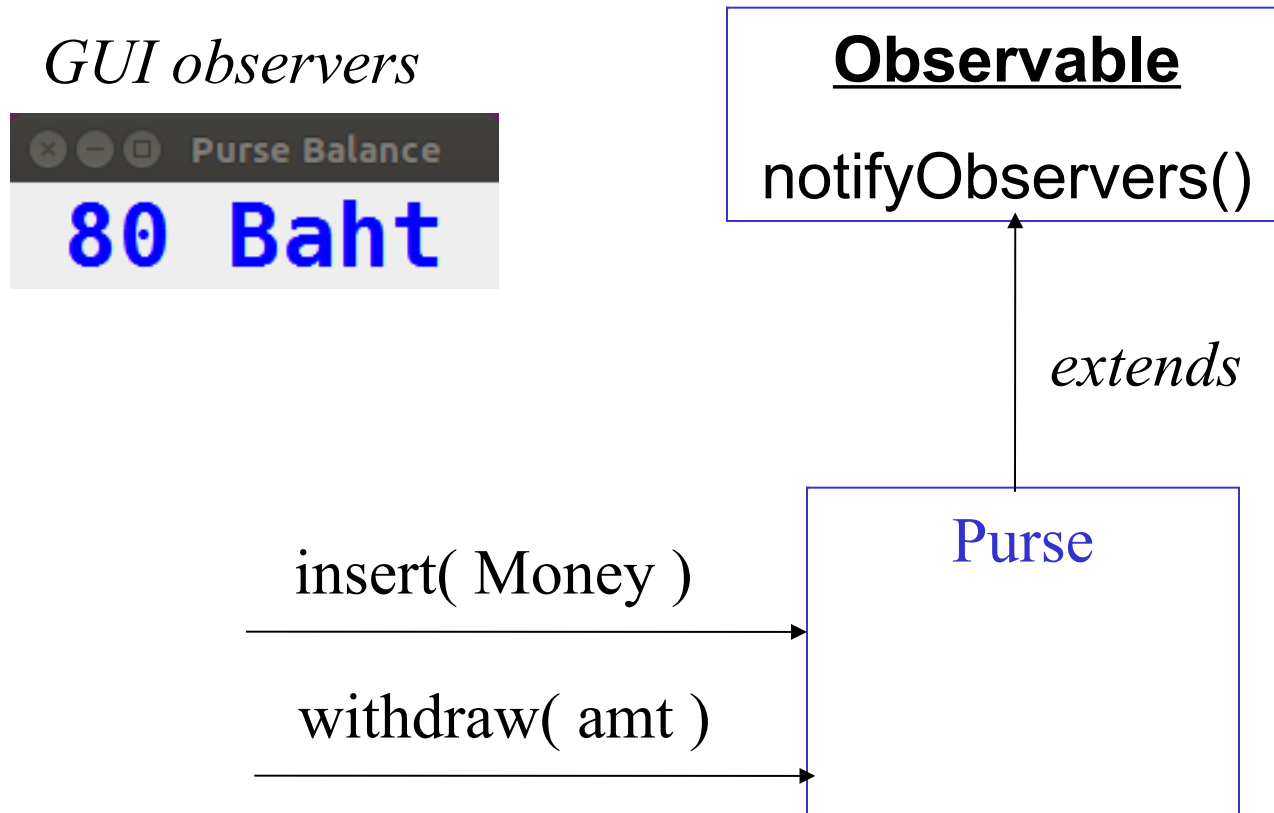 GUI observers
Purse Balance
80 Baht
Observable
notifyObservers()
extends
Purse
insert( Money )
withdraw( amt )